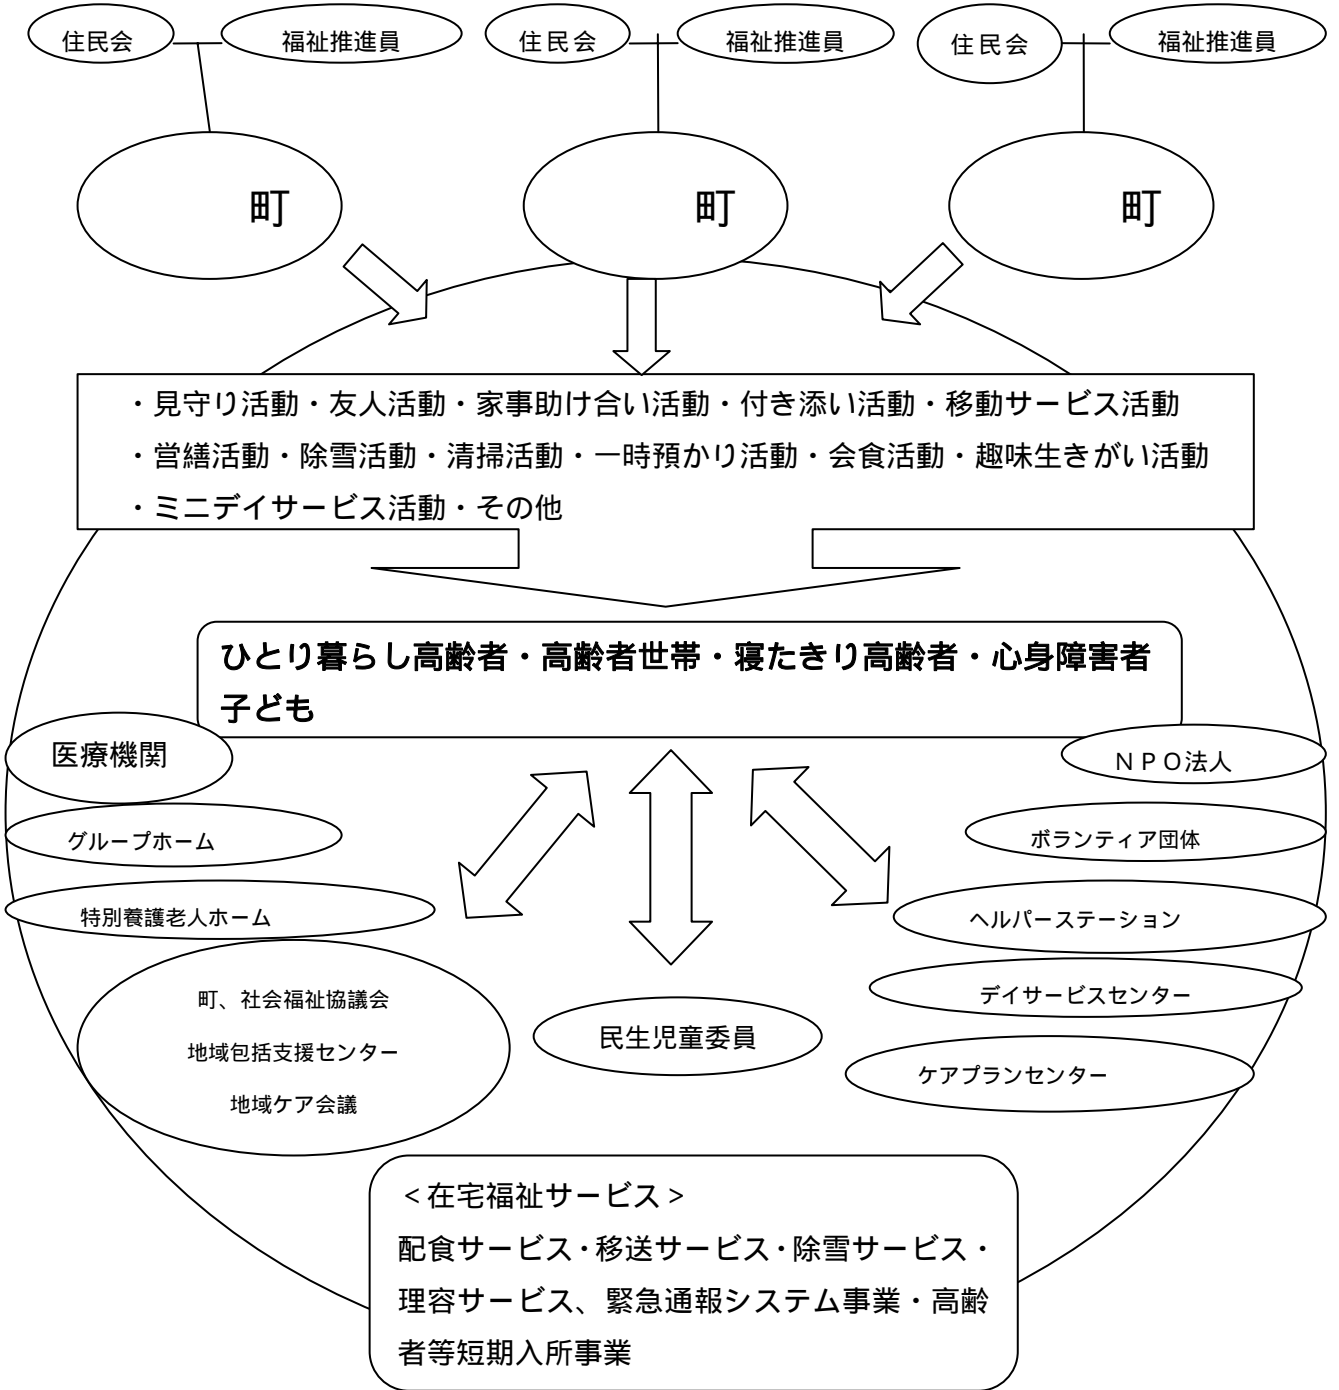 住民会
福祉推進員
住民会
福祉推進員
住民会
福祉推進員
町
町
町
・見守り活動・友人活動・家事助け合い活動・付き添い活動・移動サービス活動
・営繕活動・除雪活動・清掃活動・一時預かり活動・会食活動・趣味生きがい活動
・ミニデイサービス活動・その他
ひとり暮らし高齢者・高齢者世帯・寝たきり高齢者・心身障害者
子ども
医療機関
グループホーム
特別養護老人ホーム
町、社会福祉協議会
地域包括支援センター
地域ケア会議
民生児童委員
ＮＰＯ法人
ボランティア団体
ヘルパーステーション
デイサービスセンター
ケアプランセンター
＜在宅福祉サービス＞
配食サービス・移送サービス・除雪サービス・
理容サービス、緊急通報システム事業・高齢
者等短期入所事業